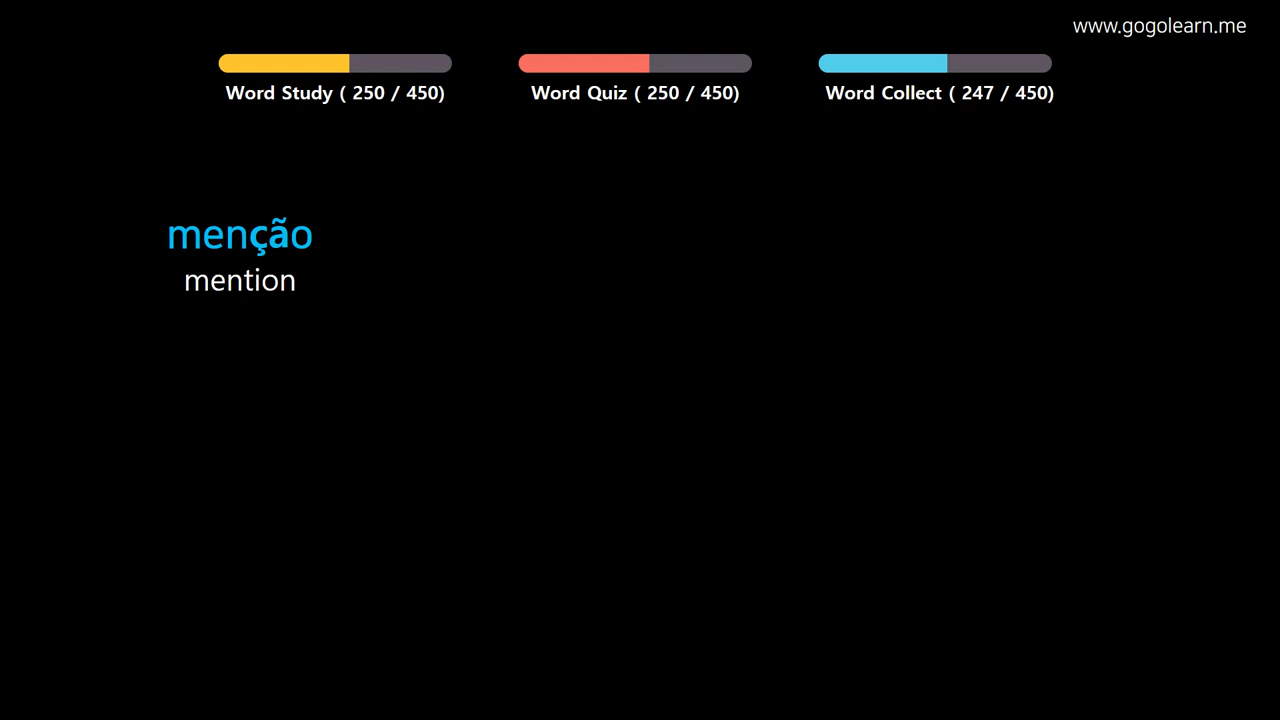 www.gogolearn.me
Word Study ( 250 / 450)
Word Quiz ( 250 / 450)
Word Collect ( 247 / 450)
menção
mention